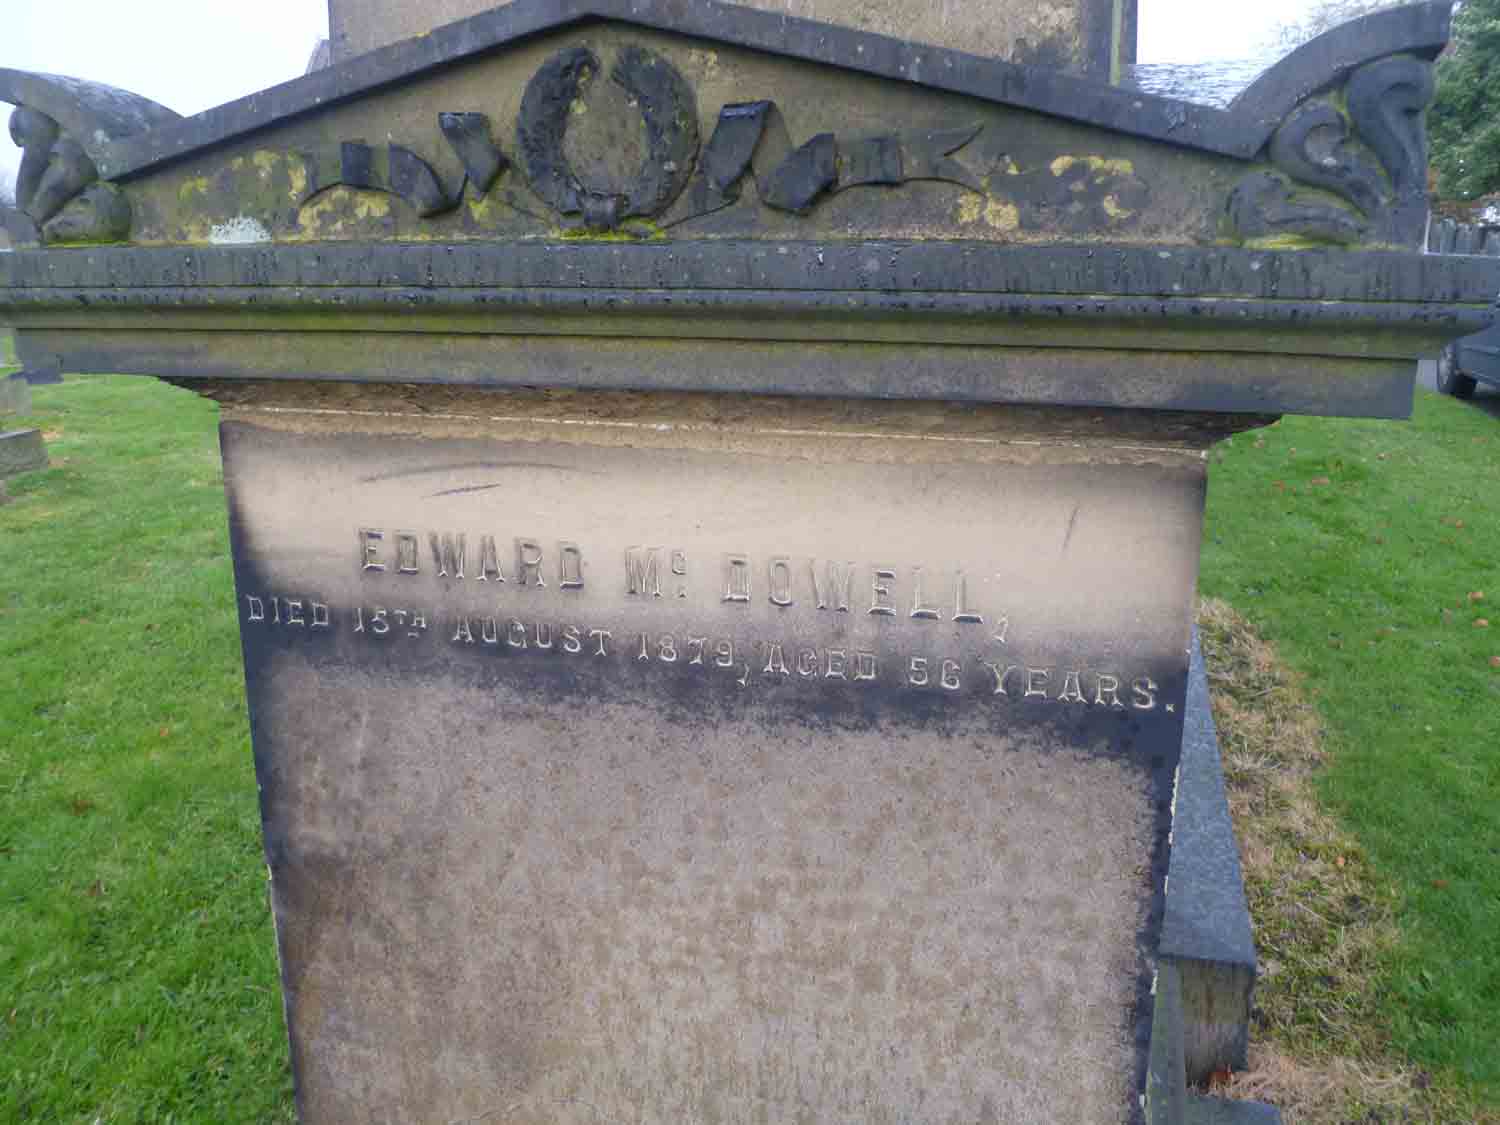 EDWARD Mc DOWELL,
DIED 15TH AUGUST 1879, AGED 56 YEARS.